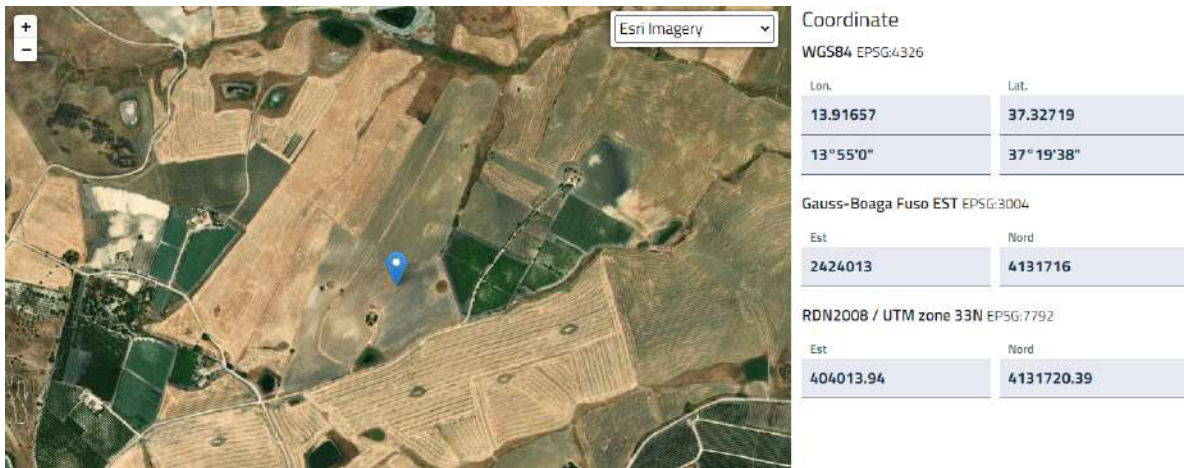 +
−
Esri Imagery
Coordinate
WGS84 EPSG:4326
Lon. Lat.
13.91657 37.32719
13°55'0" 37°19'38"
Gauss-Boaga Fuso EST EPSG:3004
Est Nord
2424013 4131716
RDN2008 / UTM zone 33N EPSG:7792
Est Nord
404013.94 4131720.39